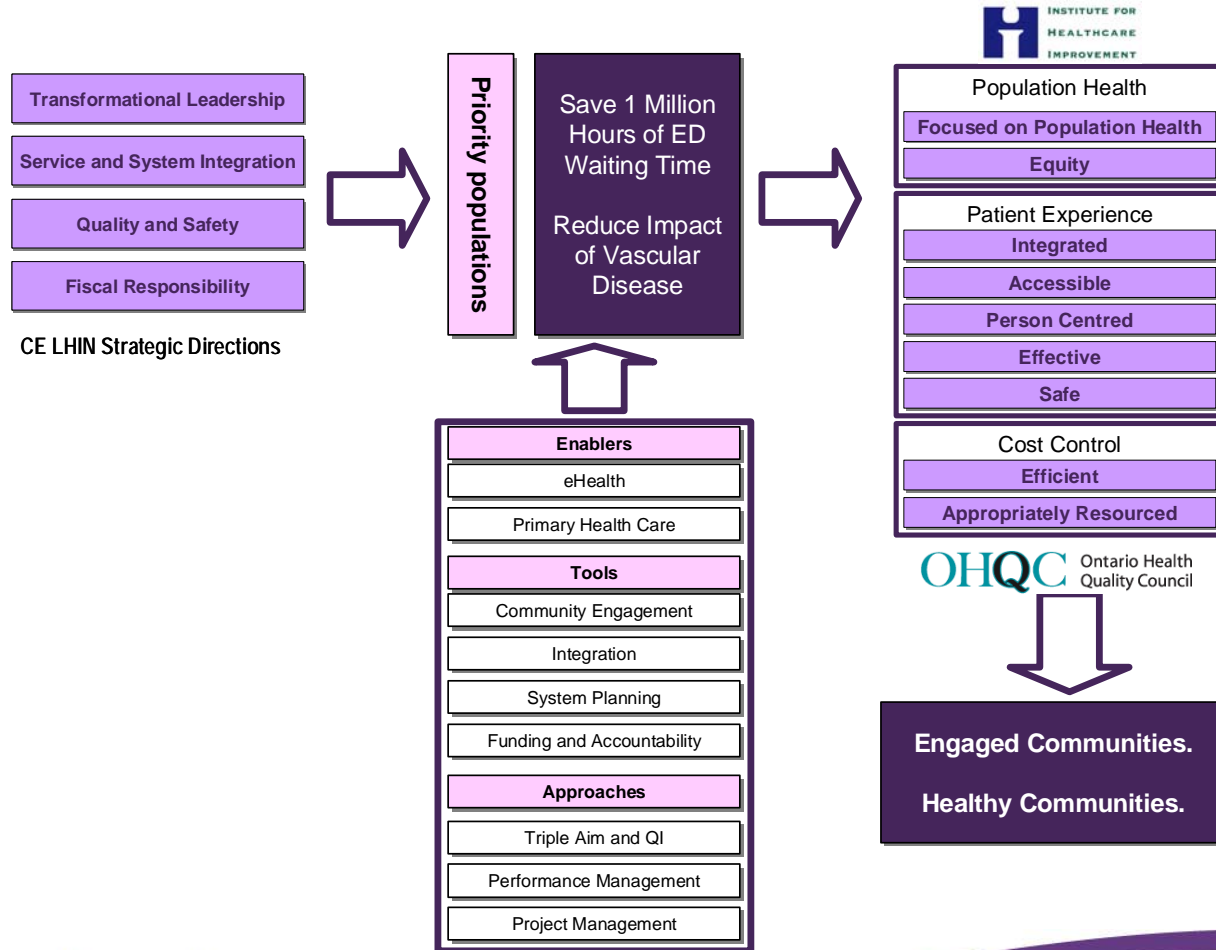 Transformational Leadership
Service and System Integration
Quality and Safety
Fiscal Responsibility
CE LHIN Strategic Directions
Priority populations
Save 1 Million
Hours of ED
Waiting Time
Reduce Impact
of Vascular
Disease
Enablers
eHealth
Primary Health Care
Tools
Community Engagement
Integration
System Planning
Funding and Accountability
Approaches
Triple Aim and QI
Performance Management
Project Management
INSTITUTE FOR
HEALTHCARE
IMPROVEMENT
Population Health
Focused on Population Health
Equity
Patient Experience
Integrated
Accessible
Person Centred
Effective
Safe
Cost Control
Efficient
Appropriately Resourced
OHQC Ontario Health
Quality Council
Engaged Communities.
Healthy Communities.